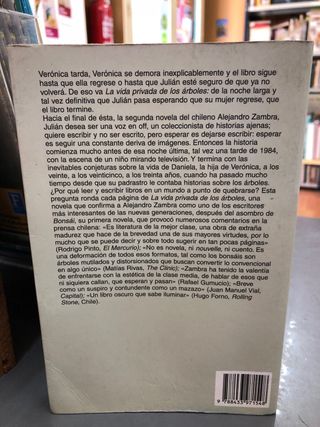 Verónica tarda, Verónica se demora inexplicablemente y el libro sigue
hasta que ella regrese o hasta que Julián esté seguro de que ya no
volverá. De eso va La vida privada de los árboles: de la noche larga y
tal vez definitiva que Julián pasa esperando que su mujer regrese, que
el libro termine.
Hacia el final de ésta, la segunda novela del chileno Alejandro Zambra,
Julián desea ser una voz en off, un coleccionista de historias ajenas;
quiere escribir y no ser escrito, pero esperar es dejarse escribir: esperar
es seguir una constante deriva de imágenes. Entonces la historia
comienza mucho antes de esa noche última, tal vez una tarde de 1984,
con la escena de un niño mirando televisión. Y termina con las
inevitables conjeturas sobre la vida de Daniela, la hija de Verónica, a los
veinte, a los veinticinco, a los treinta años, cuando ha pasado mucho
tiempo desde que su padrastro le contaba historias sobre los árboles.
¿Por qué leer y escribir libros en un mundo a punto de quebrarse? Esta
pregunta ronda cada página de La vida privada de los árboles, una
novela que confirma a Alejandro Zambra como uno de los escritores
más interesantes de las nuevas generaciones, después del asombro de
Bonsái, su primera novela, que provocó numerosos comentarios en la
prensa chilena: «Es literatura de la mejor clase, una obra de extraña
madurez que hace de la brevedad una de sus mayores virtudes, por lo
mucho que se puede decir y sobre todo sugerir en tan pocas páginas»
(Rodrigo Pinto, El Mercurio); «No es novela, ni nouvelle, ni cuento. Es
una deformación de todos esos formatos, tal como los bonsáis son
árboles mutilados y distorsionados que buscan convertir lo convencional
en algo único» (Matías Rivas, The Clinic); «Zambra ha tenido la valentía
de enfrentarse con la estética de la clase media, de hablar de esos que
ni siquiera callan, que esperan y pasan» (Rafael Gumucio); «Breve
como un suspiro y contundente como un mazazo» (Juan Manuel Vial,
Capital); «Un libro oscuro que sabe iluminar» (Hugo Forno, Rolling
Stone, Chile).
9 788433 971548